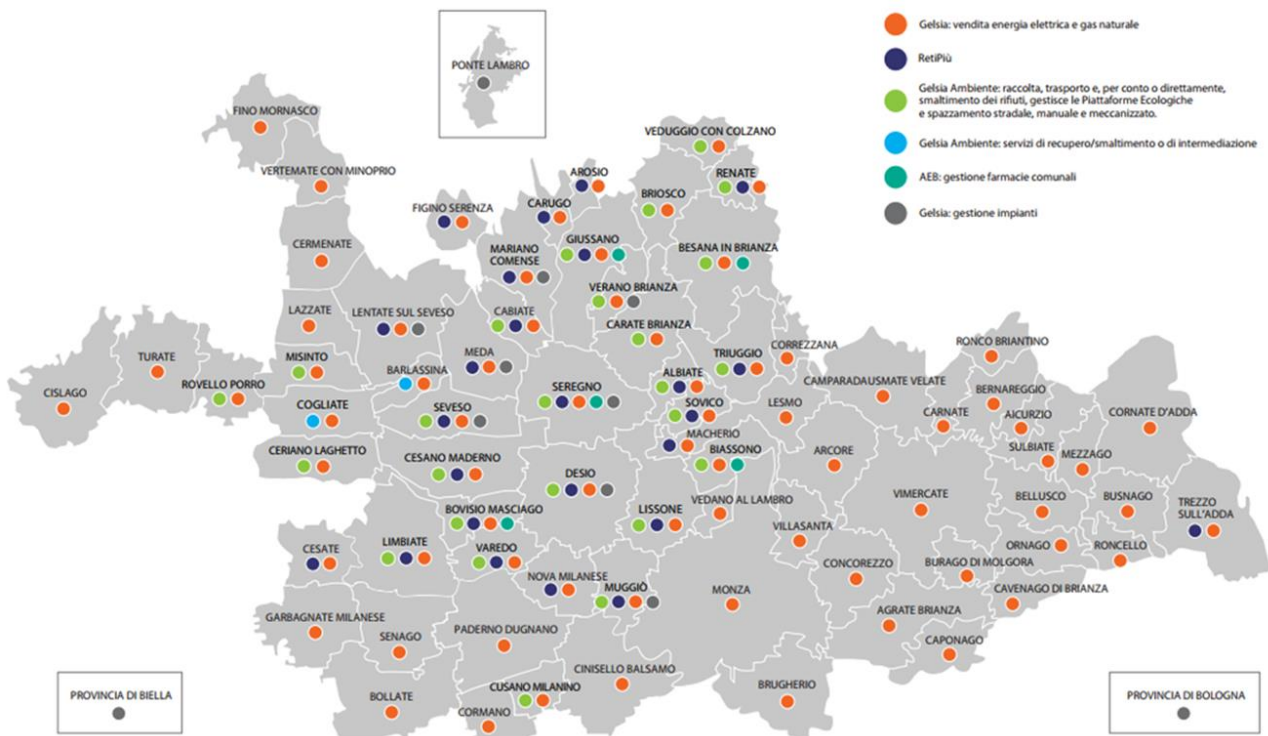 Gelsia: vendita energia elettrica e gas naturale
RetiPiù
Gelsia Ambiente: raccolta, trasporto e, per conto o direttamente,
smaltimento dei rifiuti, gestisce le Piattaforme Ecologiche
e spazzamento stradale, manuale e meccanizzato.
Gelsia Ambiente: servizi di recupero/smaltimento o di intermediazione
AEB: gestione farmacie comunali
Gelsia: gestione impianti
PONTE LAMBRO
FINO MORNASCO
VERTEMATE CON MINOPRIO
VEDUGGIO CON COLZANO
AROSIO
RENATE
FIGINO SERENZA
CARUGO
BRIOSCO
CERMENATE
MARIANO
COMENSE
GIUSSANO
BESANA IN BRIANZA
VERANO BRIANZA
LAZZATE
LENTATE SUL SEVESO
CABIATE
CARATE BRIANZA
TURATE
MISINTO
BARLASSINA
MEDA
TRIUGGIO
CORREZZANA
RONCO BRIANTINO
CISLAGO
ROVELLO PORRO
ALBIATE
CAMPARADAUSMATE VELATE
BERNAREGGIO
COGLIATE
SEVESO
SEREGNO
SOVICO
LESMO
CARNATE
AICURZIO
CORNATE D'ADDA
MACHERIO
CERIANO LAGHETTO
CESANO MADERNO
BIASSONO
ARCORE
SULBIATE
MEZZAGO
DESIO
VEDANO AL LAMBRO
VIMERCATE
BELLUSCO
BUSNAGO
TREZZO
SULL'ADDA
BOVISIO MASCIAGO
LISSONE
VILLASANTA
CESATE
LIMBIATE
VAREDO
ORNAGO
RONCELLO
NOVA MILANESE
MUGGIÒ
MONZA
CONCOREZZO
BURAGO DI MOLGORA
CAVENAGO DI BRIANZA
GARBAGNATE MILANESE
SENAGO
PADERNO DUGNANO
AGRATE BRIANZA
CAPONAGO
CINISELLO BALSAMO
BRUGHERIO
BOLLATE
CUSANO MILANINO
CORMANO
PROVINCIA DI BIELLA
PROVINCIA DI BOLOGNA